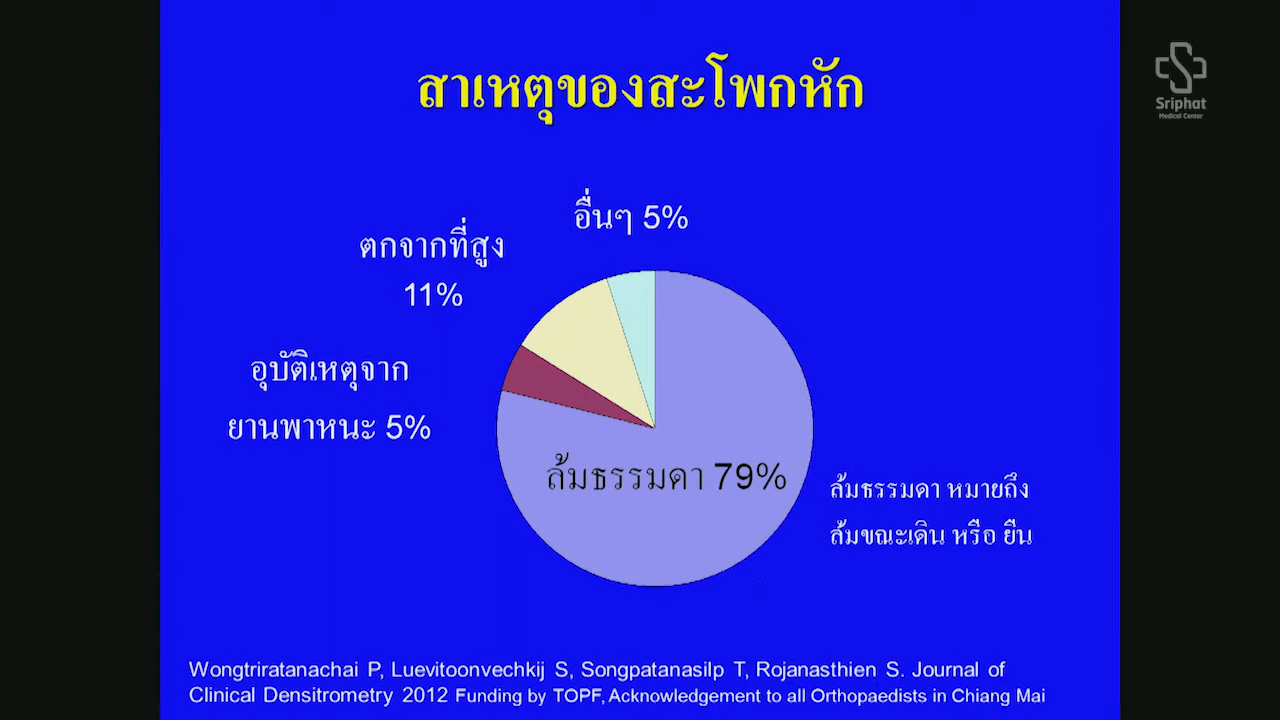 สาเหตุของสะโพกหัก
Sriphat
Medical Center
อื่นๆ 5%
ตกจากที่สูง
11%
อุบัติเหตุจาก
ยานพาหนะ 5%
ล้มธรรมดา 79%
ล้มธรรมดา หมายถึง
ล้มขณะเดิน หรือ ยืน
Wongtriratanachai P, Luevitoonvechkij S, Songpatanasilp T, Rojanasthien S. Journal of
Clinical Densitrometry 2012 Funding by TOPF, Acknowledgement to all Orthopaedists in Chiang Mai